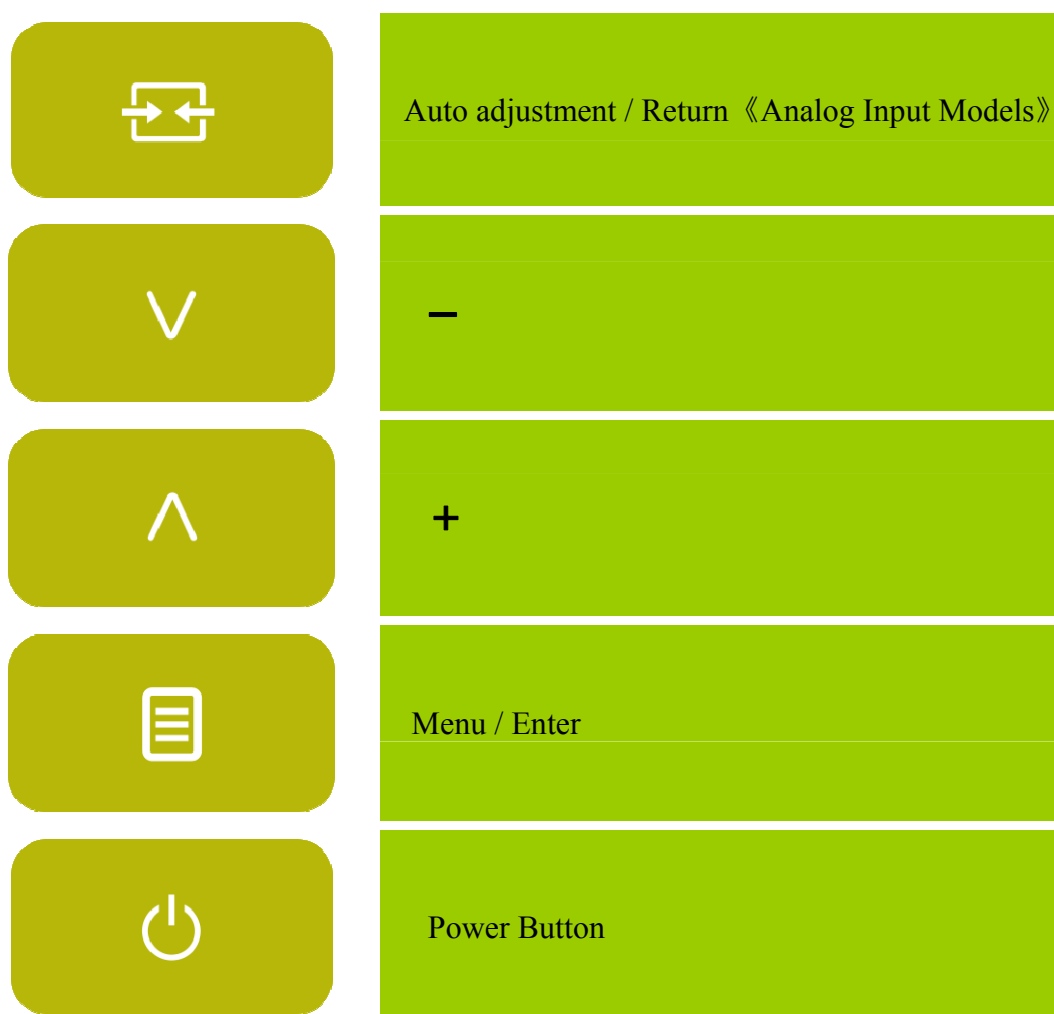 Auto adjustment / Return《Analog Input Models》
−
+
Menu / Enter
Power Button